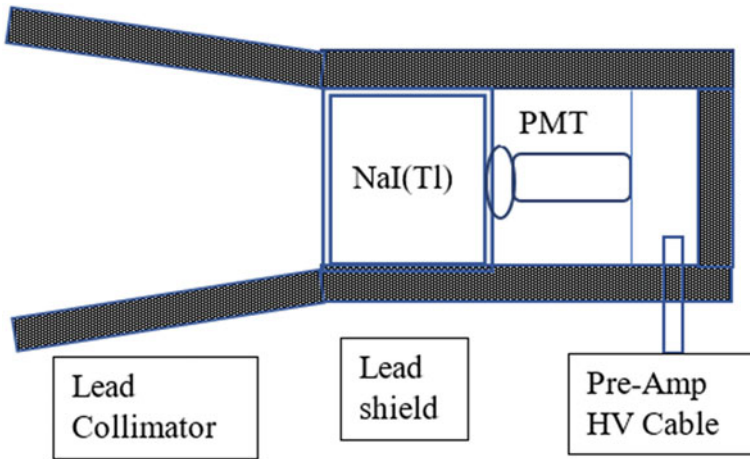 PMT
NaI(Tl)
Lead
Collimator
Lead
shield
Pre-Amp
HV Cable